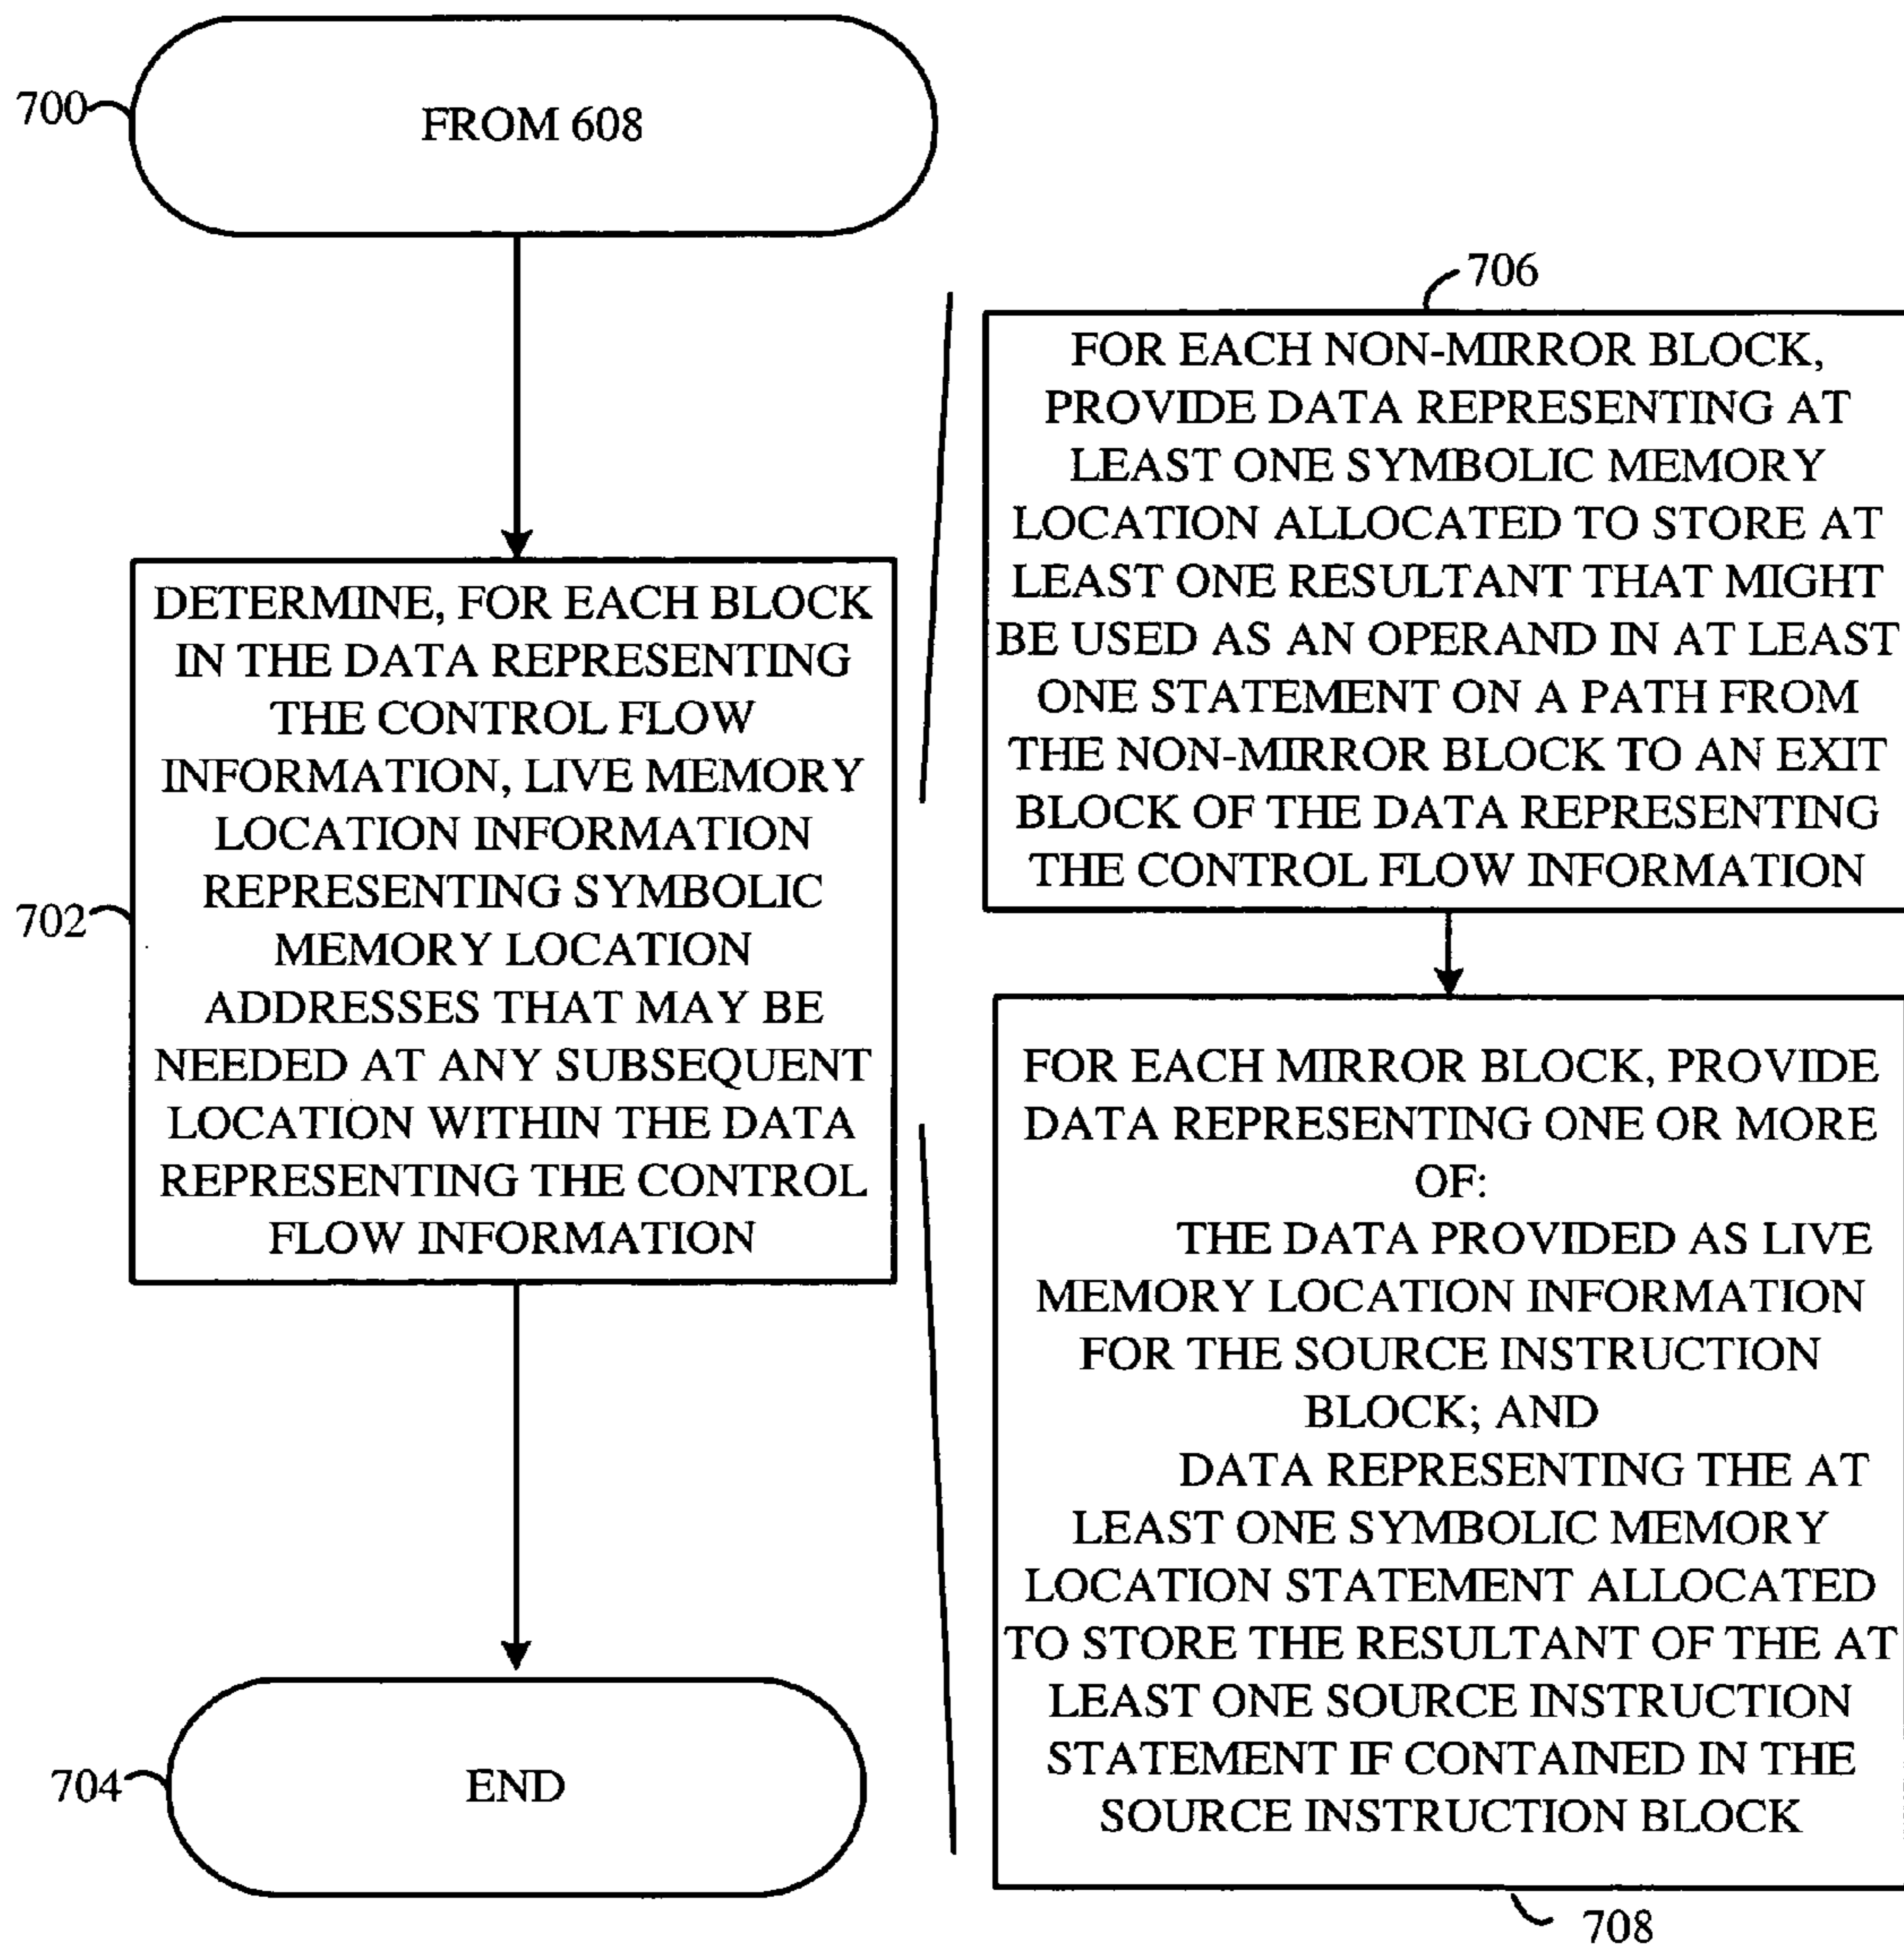 700
FROM 608
702
DETERMINE, FOR EACH BLOCK
IN THE DATA REPRESENTING
THE CONTROL FLOW
INFORMATION, LIVE MEMORY
LOCATION INFORMATION
REPRESENTING SYMBOLIC
MEMORY LOCATION
ADDRESSES THAT MAY BE
NEEDED AT ANY SUBSEQUENT
LOCATION WITHIN THE DATA
REPRESENTING THE CONTROL
FLOW INFORMATION
704
END
706
FOR EACH NON-MIRROR BLOCK,
PROVIDE DATA REPRESENTING AT
LEAST ONE SYMBOLIC MEMORY
LOCATION ALLOCATED TO STORE AT
LEAST ONE RESULTANT THAT MIGHT
BE USED AS AN OPERAND IN AT LEAST
ONE STATEMENT ON A PATH FROM
THE NON-MIRROR BLOCK TO AN EXIT
BLOCK OF THE DATA REPRESENTING
THE CONTROL FLOW INFORMATION
FOR EACH MIRROR BLOCK, PROVIDE
DATA REPRESENTING ONE OR MORE
OF:
THE DATA PROVIDED AS LIVE
MEMORY LOCATION INFORMATION
FOR THE SOURCE INSTRUCTION
BLOCK; AND
DATA REPRESENTING THE AT
LEAST ONE SYMBOLIC MEMORY
LOCATION STATEMENT ALLOCATED
TO STORE THE RESULTANT OF THE AT
LEAST ONE SOURCE INSTRUCTION
STATEMENT IF CONTAINED IN THE
SOURCE INSTRUCTION BLOCK
708